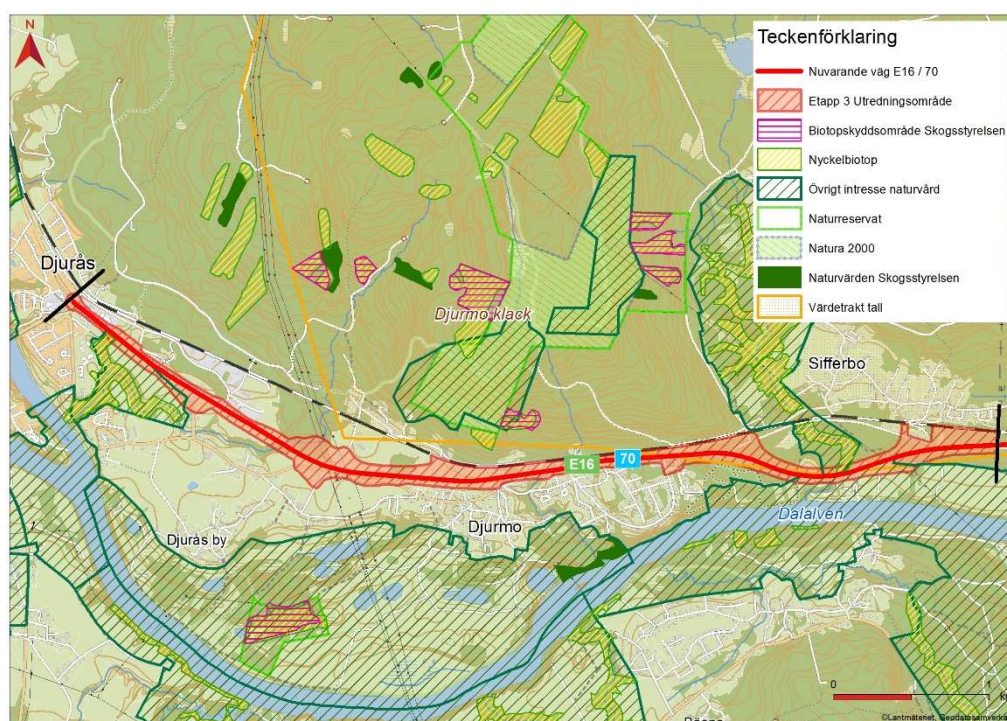 N
Teckenförklaring
Nuvarande väg E16 / 70
Etapp 3 Utredningsområde
Biotopskyddsområde Skogsstyrelsen
Nyckelbiotop
Övrigt intresse naturvård
Naturreservat
Natura 2000
Naturvärden Skogsstyrelsen
Värdetrakt tall
Djurås
Djurmo klack
Sifferbo
E16
70
Dalälven
Djurmo
Djurås by
0
1
©Lantmäteriet, Geodatasamverkan